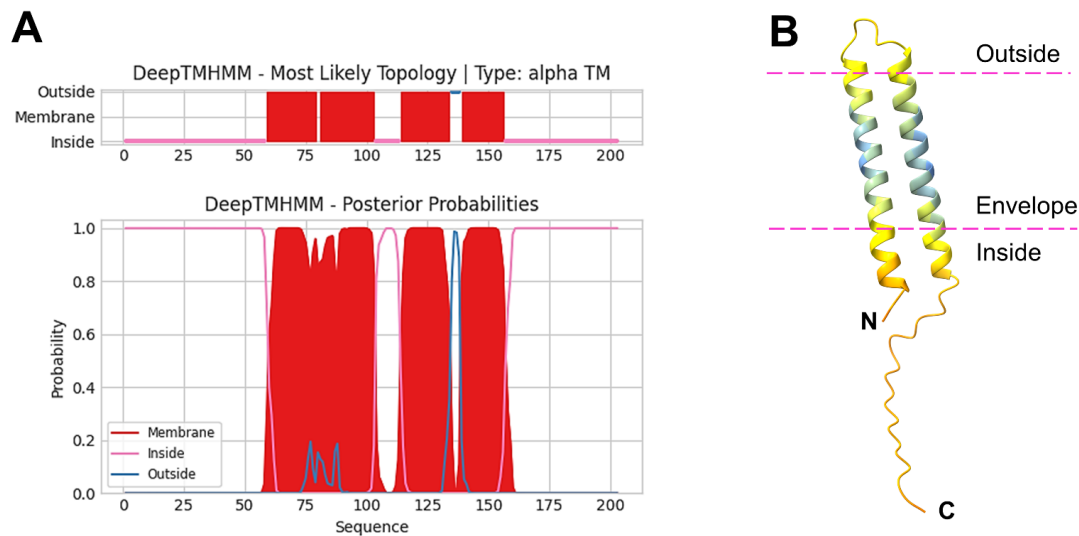 A
DeepTMHMM - Most Likely Topology | Type: alpha TM
Outside
Membrane
Inside
0 25 50 75 100 125 150 175 200
DeepTMHMM - Posterior Probabilities
1.0
0.8
0.6
0.4
0.2
0.0
Probability
Membrane
Inside
Outside
0 25 50 75 100 125 150 175 200
Sequence
B
Outside
Envelope
Inside
N
C